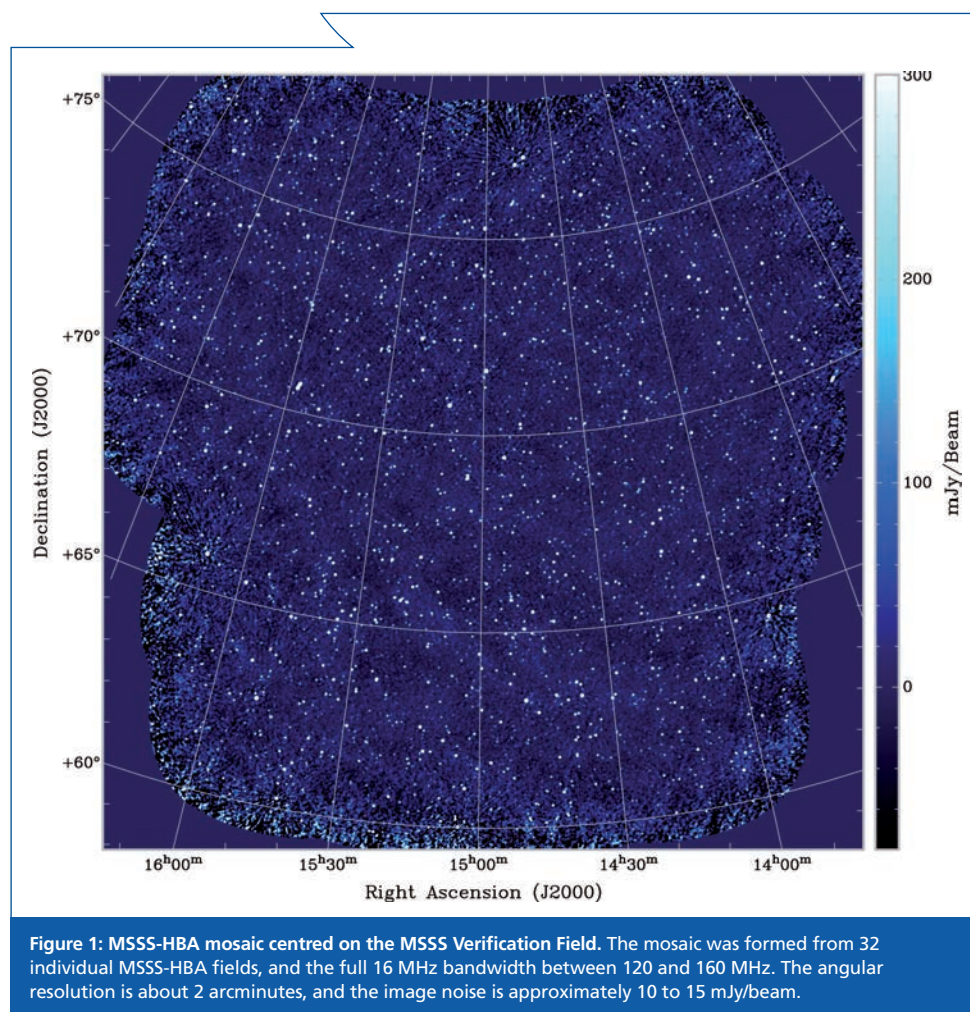 300
+75°
200
+70°
Declination (J2000)
mJy/Beam
100
+65°
0
+60°
16h00m 15h30m 15h00m 14h30m 14h00m
Right Ascension (J2000)
Figure 1: MSSS-HBA mosaic centred on the MSSS Verification Field. The mosaic was formed from 32
individual MSSS-HBA fields, and the full 16 MHz bandwidth between 120 and 160 MHz. The angular
resolution is about 2 arcminutes, and the image noise is approximately 10 to 15 mJy/beam.